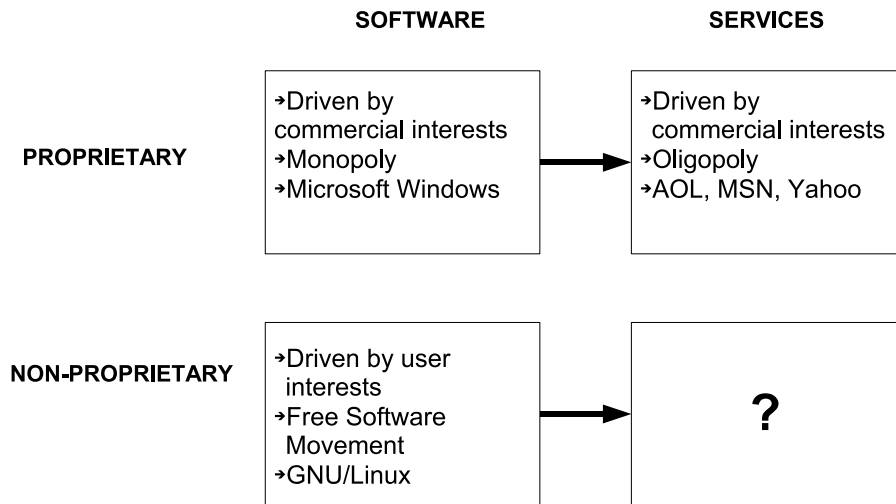 SOFTWARE
SERVICES
PROPRIETARY
➔Driven by
commercial interests
➔Monopoly
➔Microsoft Windows
➔Driven by
commercial interests
➔Oligopoly
➔AOL, MSN, Yahoo
NON-PROPRIETARY
➔Driven by user
interests
➔Free Software
Movement
➔GNU/Linux
?